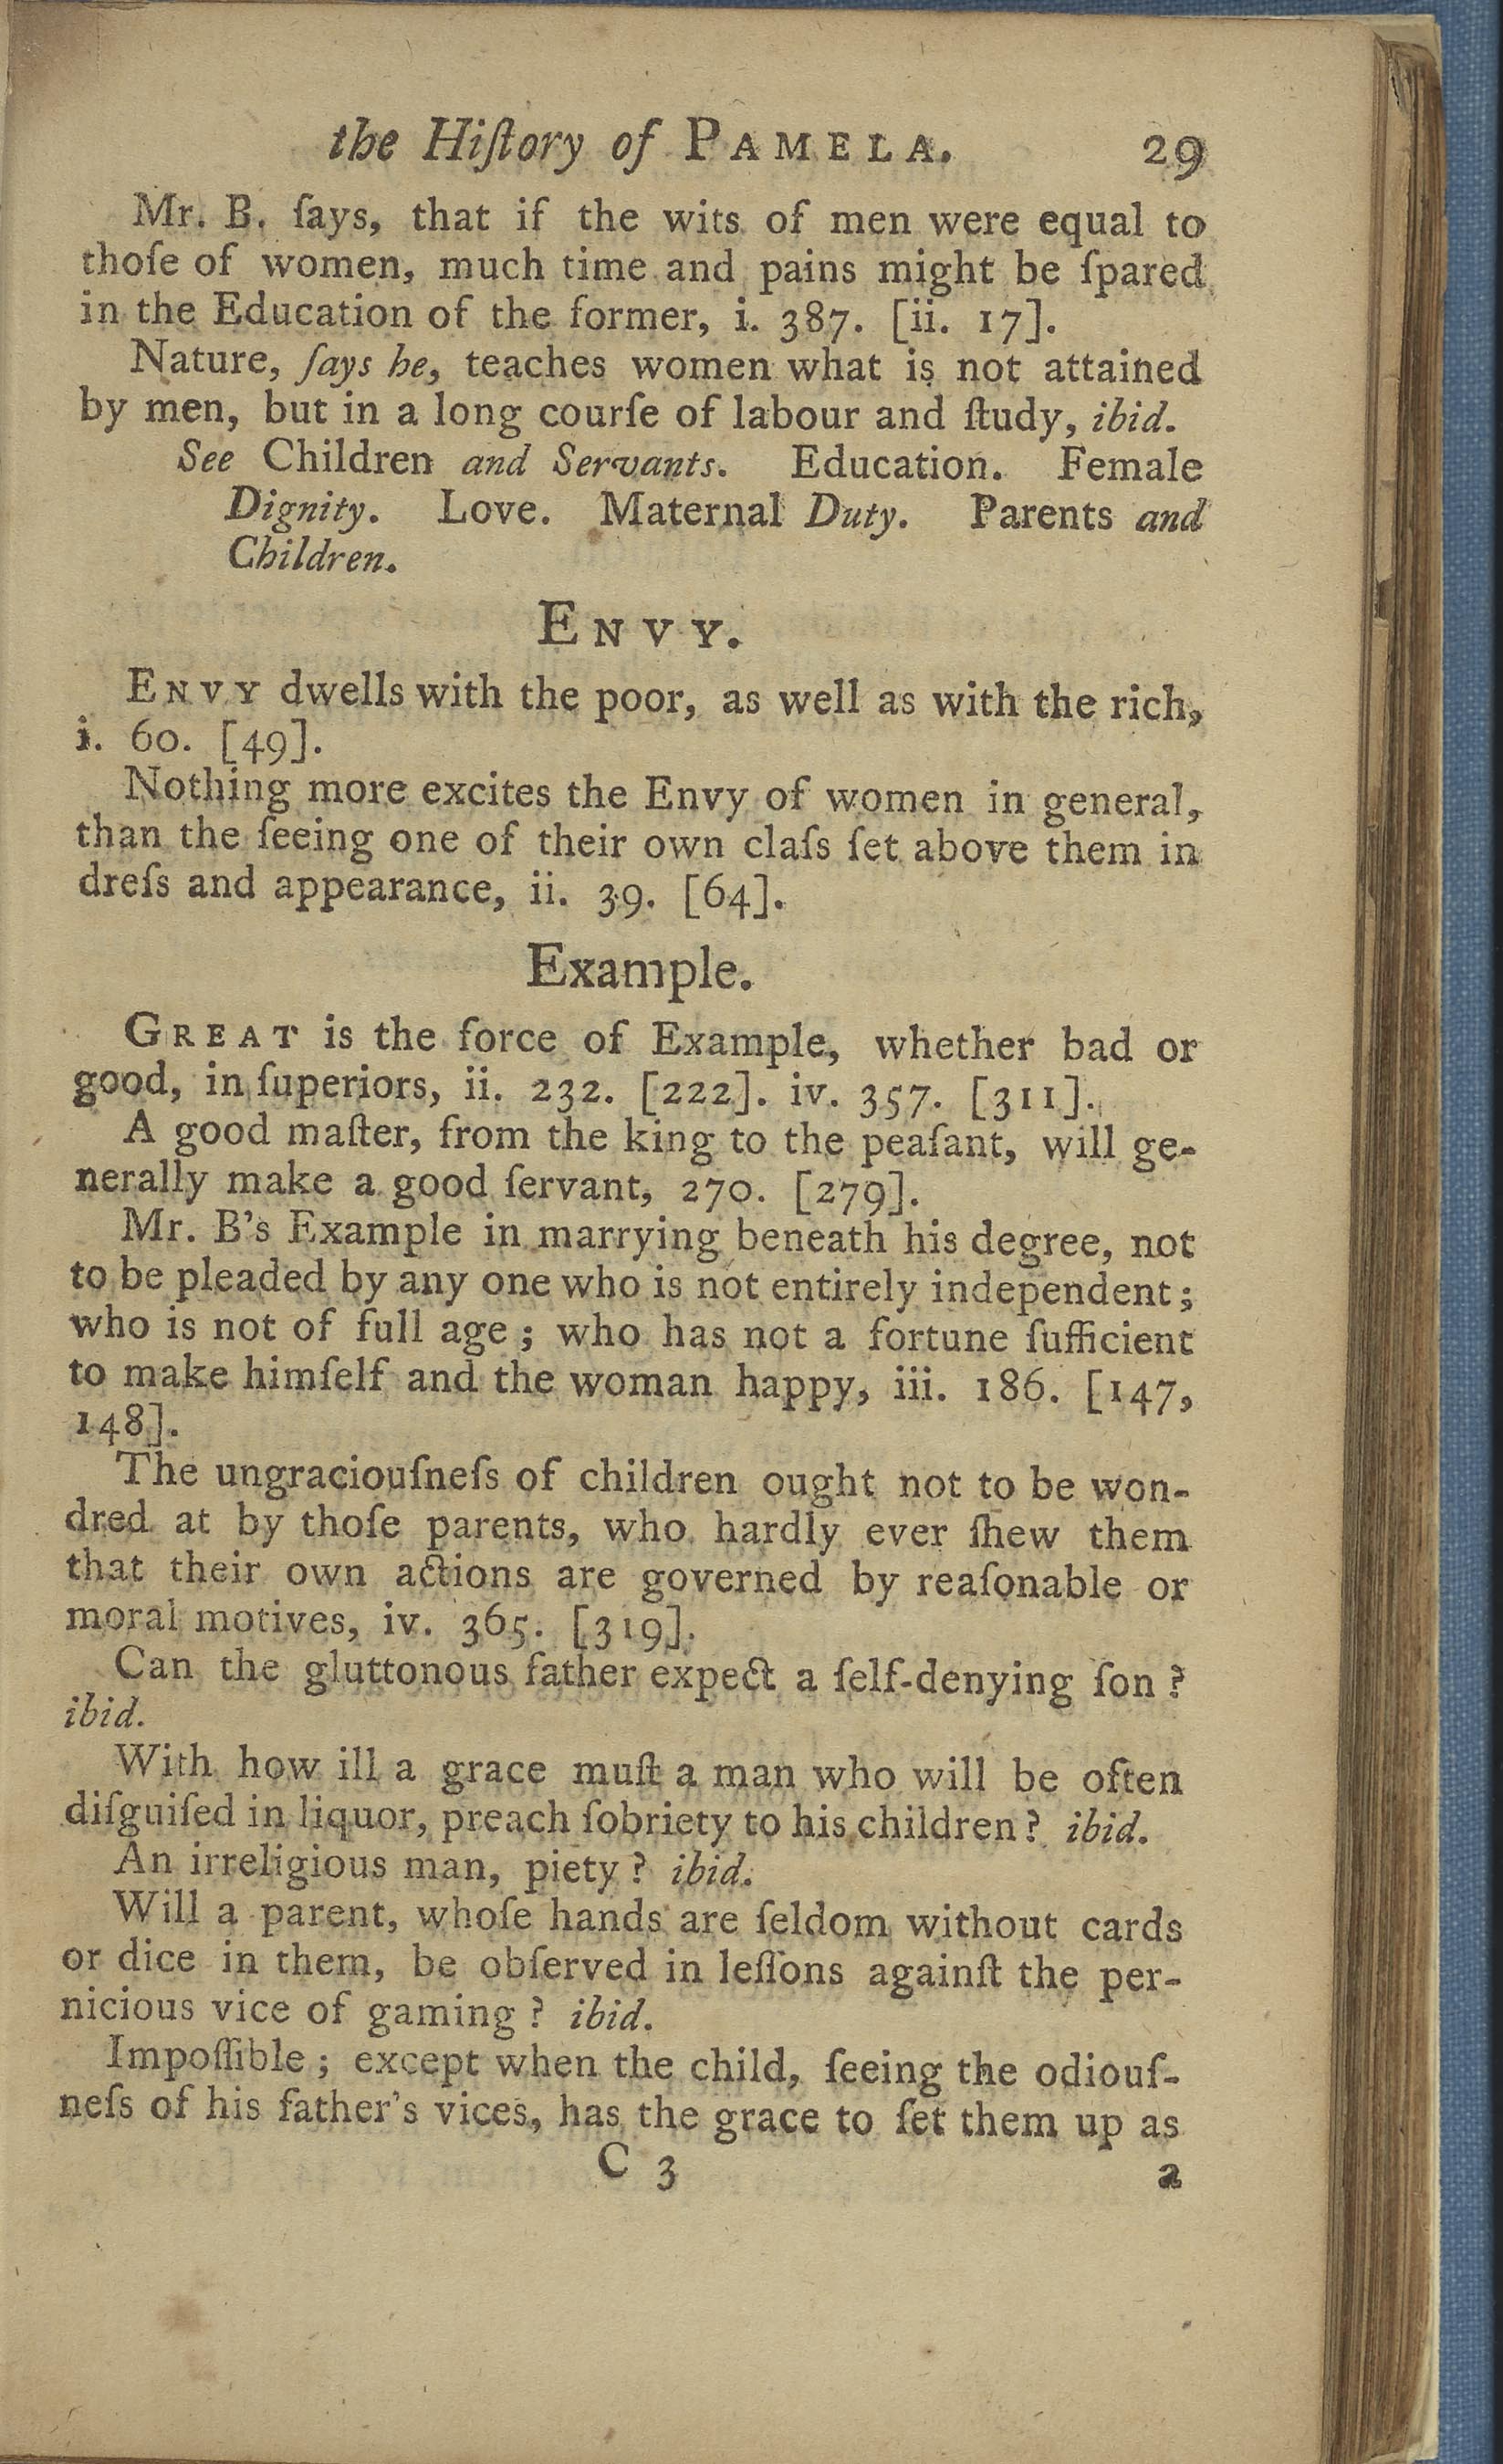 the Hiſtory of PAMELA. 29
Mr. B. ſays, that if the wits of men were equal to
thoſe of women, much time and pains might be ſpared
in the Education of the former, i. 387. [ii. 17].
Nature, ſays he, teaches women what is not attained
by men, but in a long courſe of labour and ſtudy, ibid.
See Children and Servants. Education. Female
Dignity. Love. Maternal Duty. Parents and
Children.
ENVY.
ENVY dwells with the poor, as well as with the rich,
i. 60. [49].
Nothing more excites the Envy of women in general,
than the ſeeing one of their own claſs ſet above them in
dreſs and appearance, ii. 39. [64].
Example.
GREAT is the force of Example, whether bad or
good, in ſuperiors, ii. 232. [222]. iv. 357. [311].
A good maſter, from the king to the peaſant, will ge-
nerally make a good ſervant, 270. [279].
Mr. B's Example in marrying beneath his degree, not
to be pleaded by any one who is not entirely independent;
who is not of full age; who has not a fortune ſufficient
to make himſelf and the woman happy, iii. 186. [147,
148].
The ungraciouſneſs of children ought not to be won-
dred at by thoſe parents, who hardly ever ſhew them
that their own actions are governed by reaſonable or
moral motives, iv. 365. [319].
Can the gluttonous father expect a ſelf-denying ſon?
ibid.
With how ill a grace muſt a man who will be often
diſguiſed in liquor, preach ſobriety to his children? ibid.
An irreligious man, piety? ibid.
Will a parent, whoſe hands are ſeldom without cards
or dice in them, be obſerved in leſſons againſt the per-
nicious vice of gaming? ibid.
Impoſſible; except when the child, ſeeing the odiouſ-
neſs of his father's vices, has the grace to ſet them up as
C 3 a